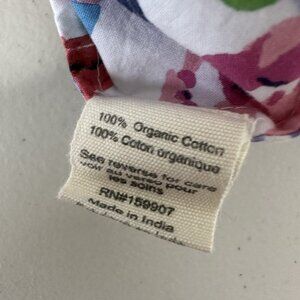 100% Organic Cotton
100% Coton organique
See reverse for care
voir au verso pour
les soins
RN#159907
Made in India